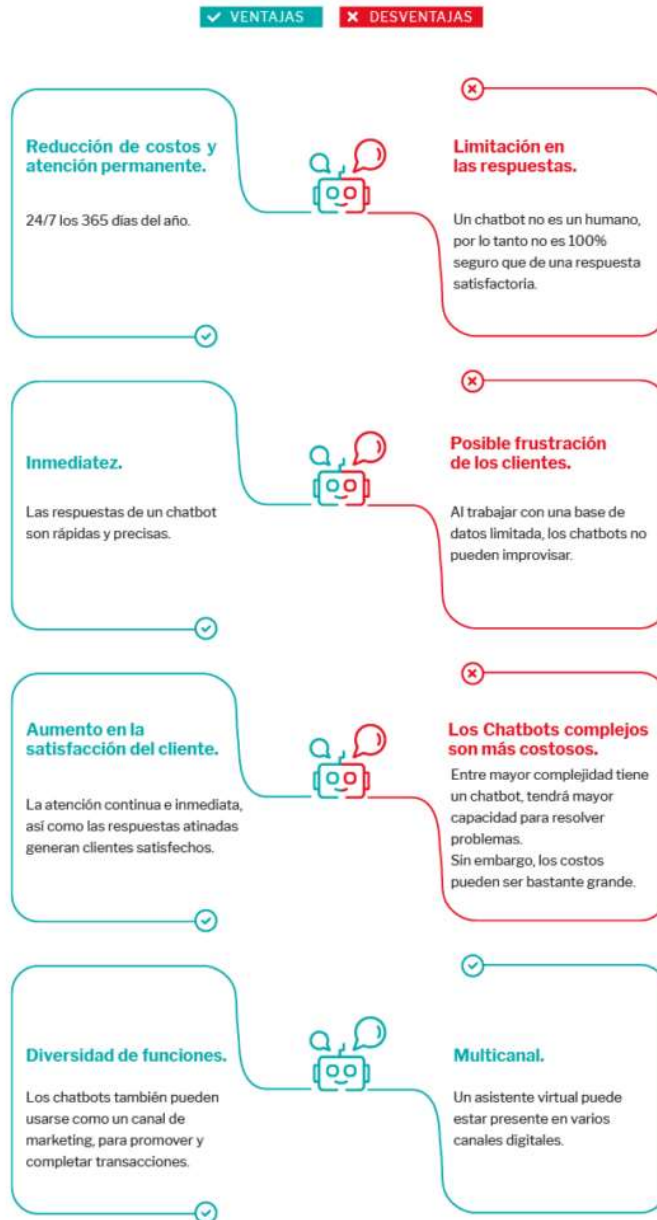 VENTAJAS
DESVENTAJAS
Reducción de costos y
atención permanente.
24/7 los 365 días del año.
Limitación en
las respuestas.
Un chatbot no es un humano,
por lo tanto no es 100%
seguro que de una respuesta
satisfactoria.
Inmediatez.
Las respuestas de un chatbot
son rápidas y precisas.
Posible frustración
de los clientes.
Al trabajar con una base de
datos limitada, los chatbots no
pueden improvisar.
Aumento en la
satisfacción del cliente.
La atención continua e inmediata,
así como las respuestas atinadas
generan clientes satisfechos.
Los Chatbots complejos
son más costosos.
Entre mayor complejidad tiene
un chatbot, tendrá mayor
capacidad para resolver
problemas.
Sin embargo, los costos
pueden ser bastante grande.
Diversidad de funciones.
Los chatbots también pueden
usarse como un canal de
marketing, para promover y
completar transacciones.
Multicanal.
Un asistente virtual puede
estar presente en varios
canales digitales.